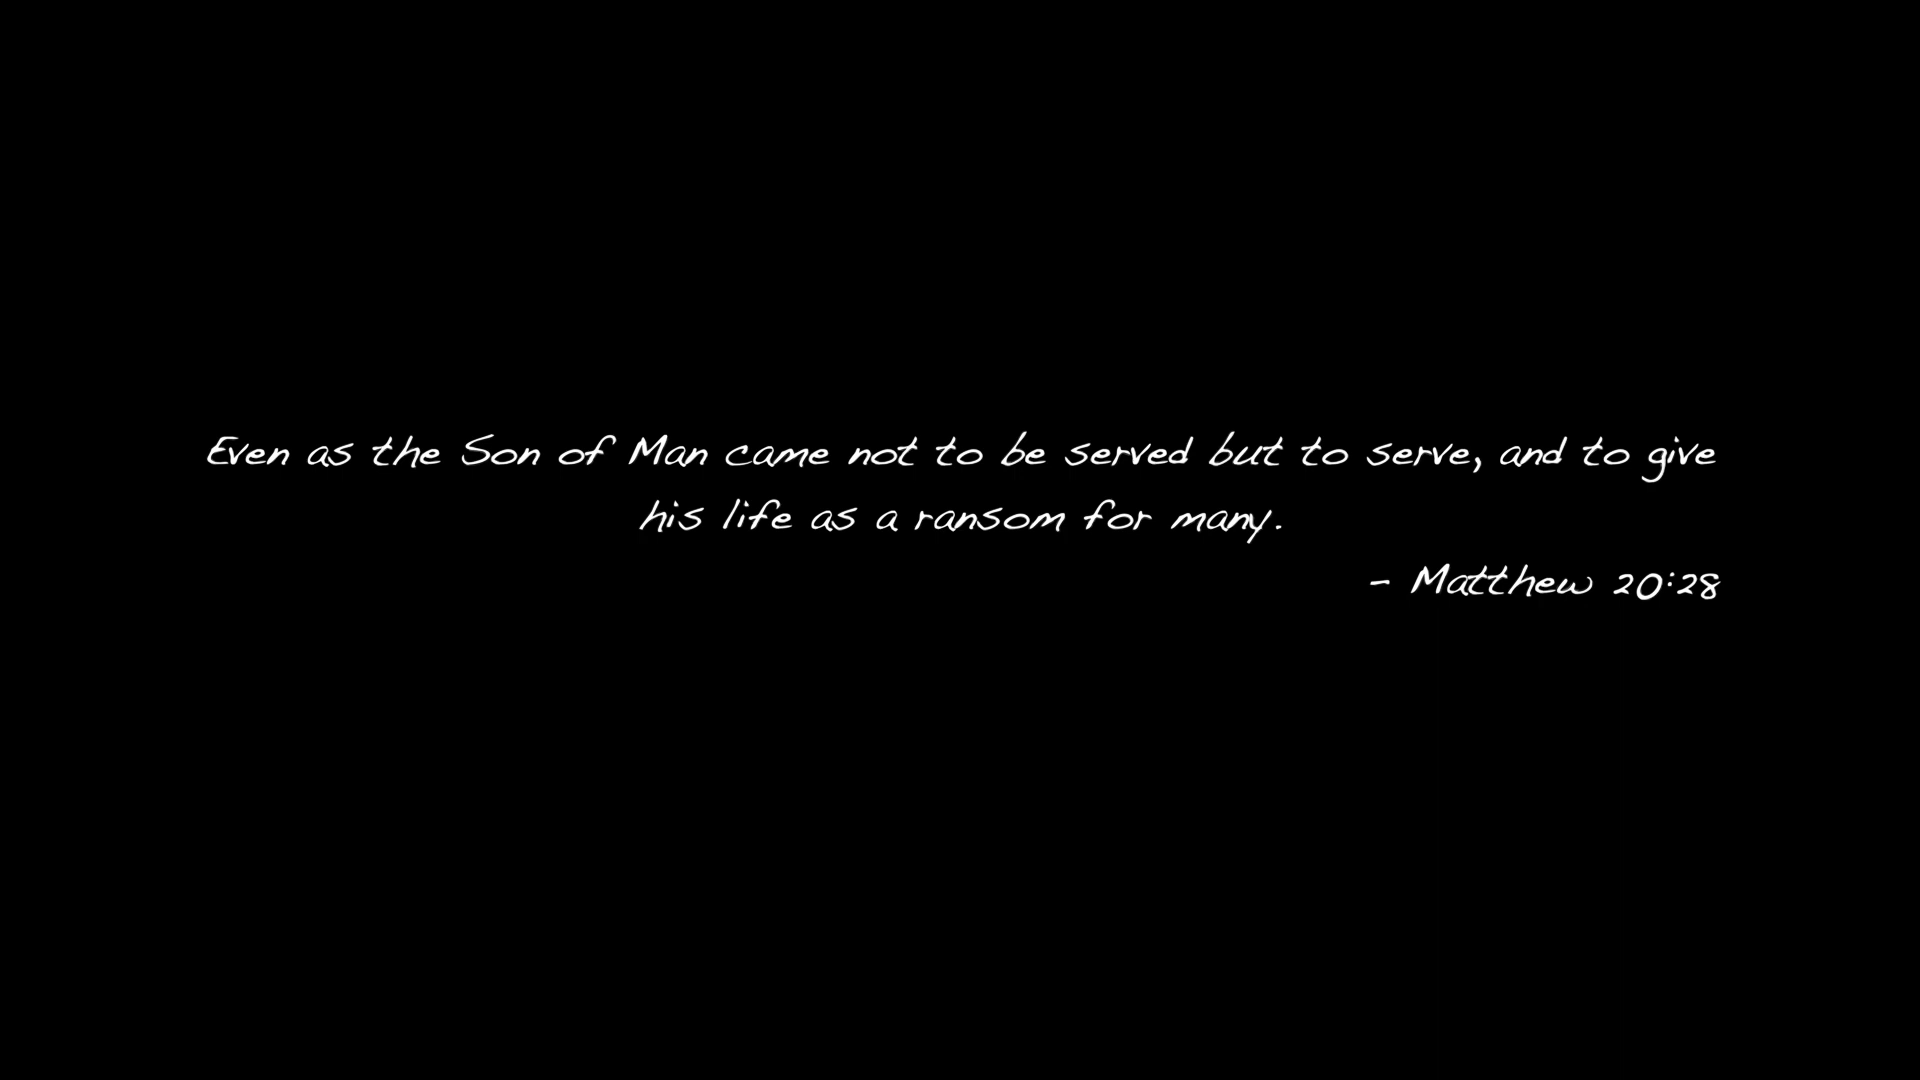 Even as the Son of Man came not to be served but to serve, and to give
his life as a ransom for many.
- Matthew 20:28